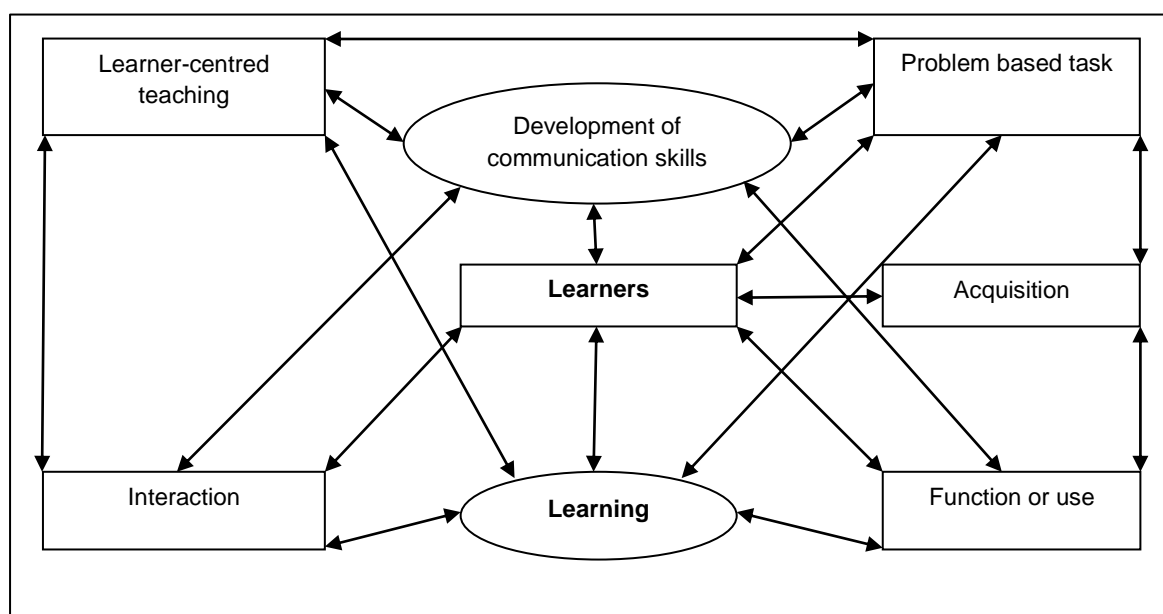 Learner-centred
teaching
Problem based task
Development of
communication skills
Learners
Acquisition
Interaction
Learning
Function or use